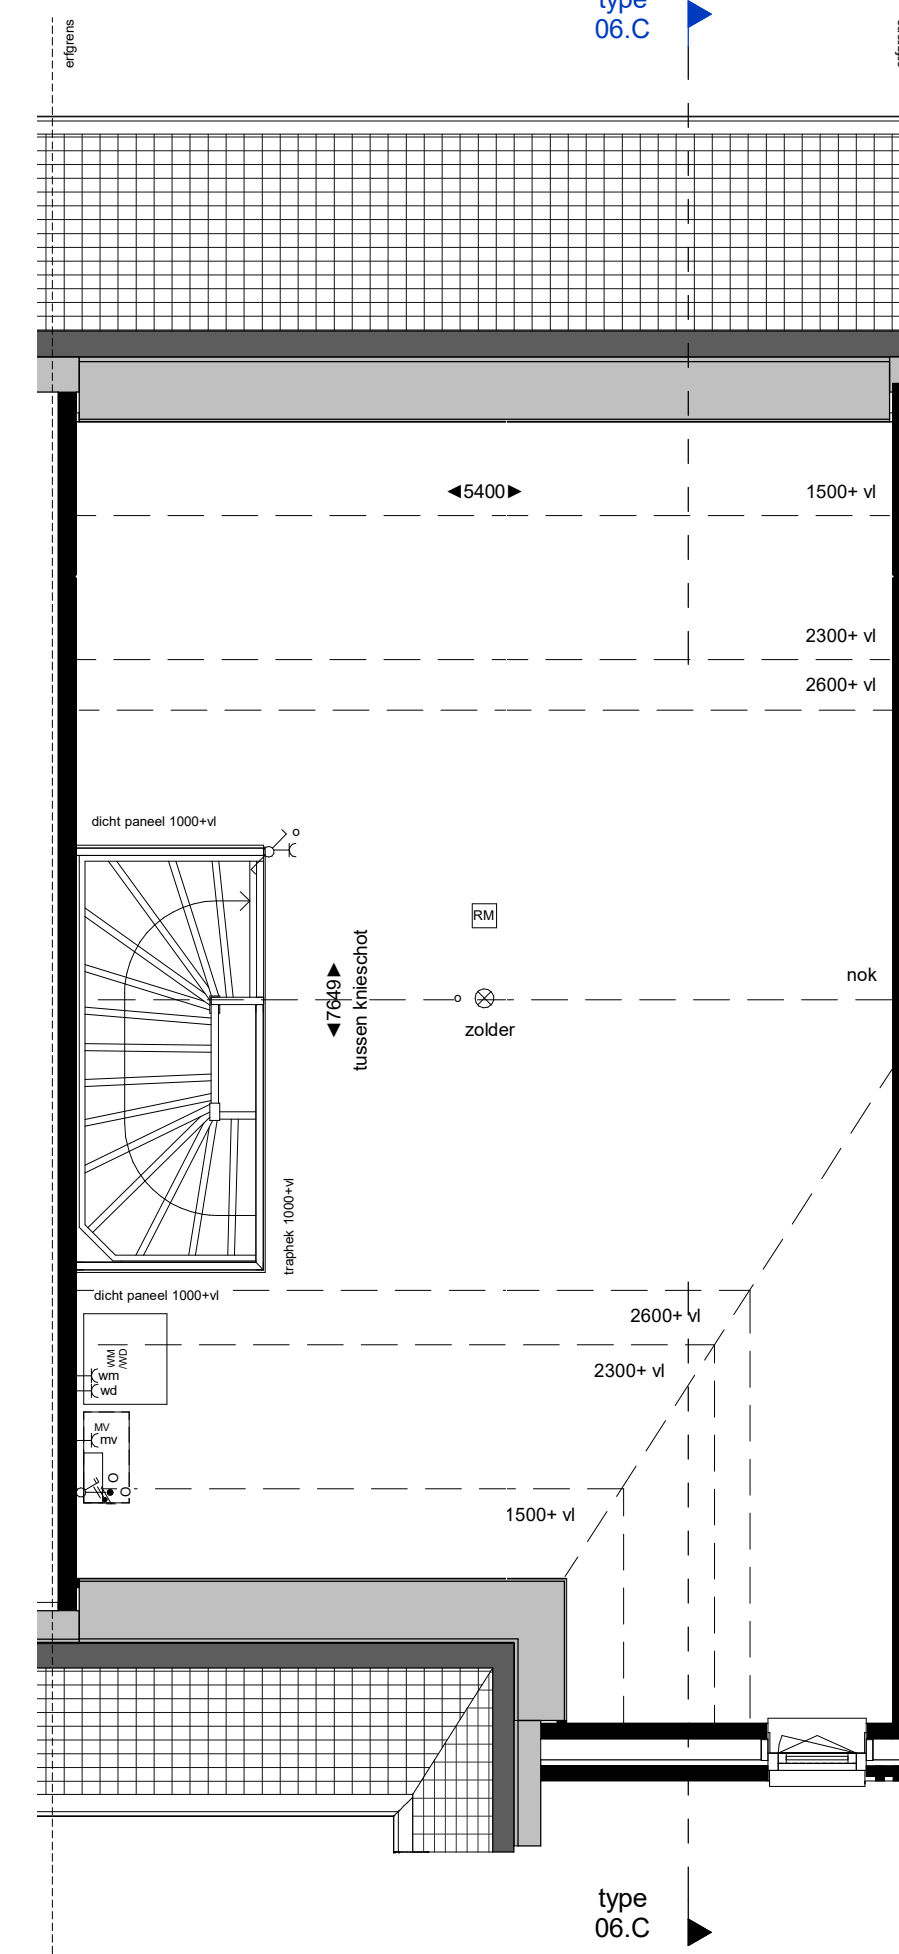 type
06.C
erfgrens
erfgrens
◄5400►
1500+ vl
2300+ vl
2600+ vl
dicht paneel 1000+vl
o
RM
nok
o
zolder
◄7649►
tussen knieschot
traphek 1000+vl
dicht paneel 1000+vl
2600+ vl
2300+ vl
WM
/WD
wm
wd
MV
mv
O
O
1500+ vl
type
06.C